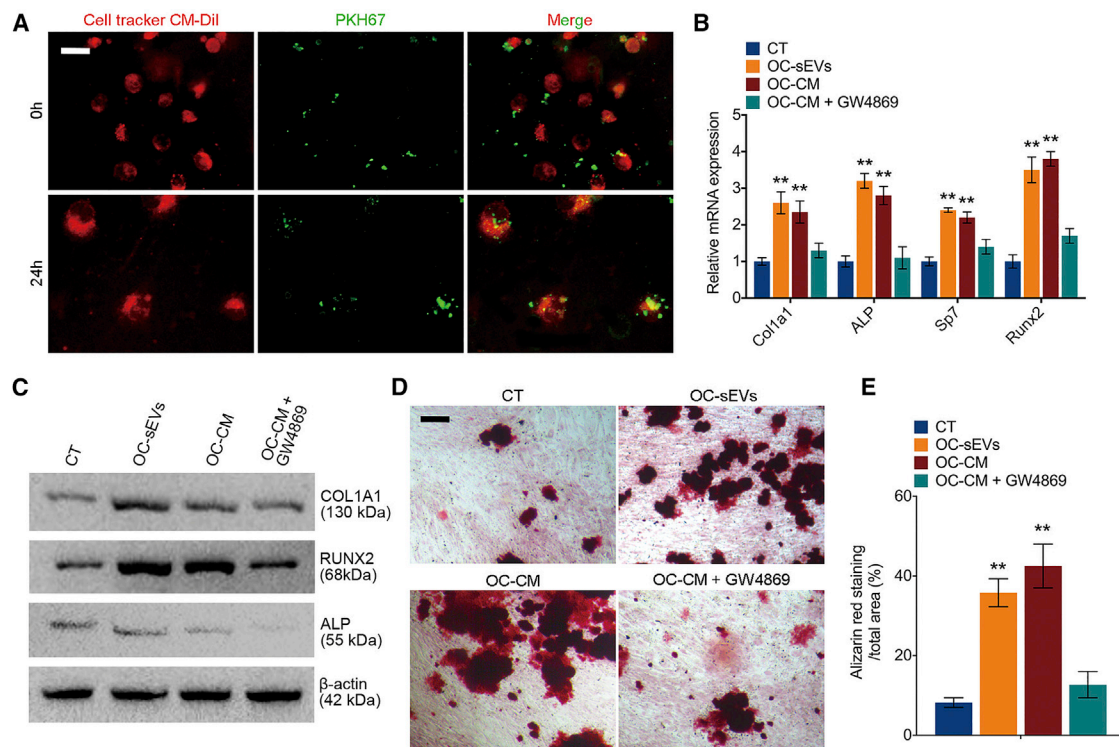 A
Cell tracker CM-DiI PKH67 Merge
0h
24h
B
CT
OC-sEVs
OC-CM
OC-CM + GW4869
Relative mRNA expression
5
4
3
2
1
0
** ** ** ** ** ** ** **
Col1a1 ALP Sp7 Runx2
C
CT OC-sEVs OC-CM OC-CM +
GW4869
COL1A1
(130 kDa)
RUNX2
(68kDa)
ALP
(55 kDa)
β-actin
(42 kDa)
D
CT OC-sEVs
OC-CM OC-CM + GW4869
E
CT
OC-sEVs
OC-CM
OC-CM + GW4869
Alizarin red staining
/total area (%)
60
40
20
0
** **